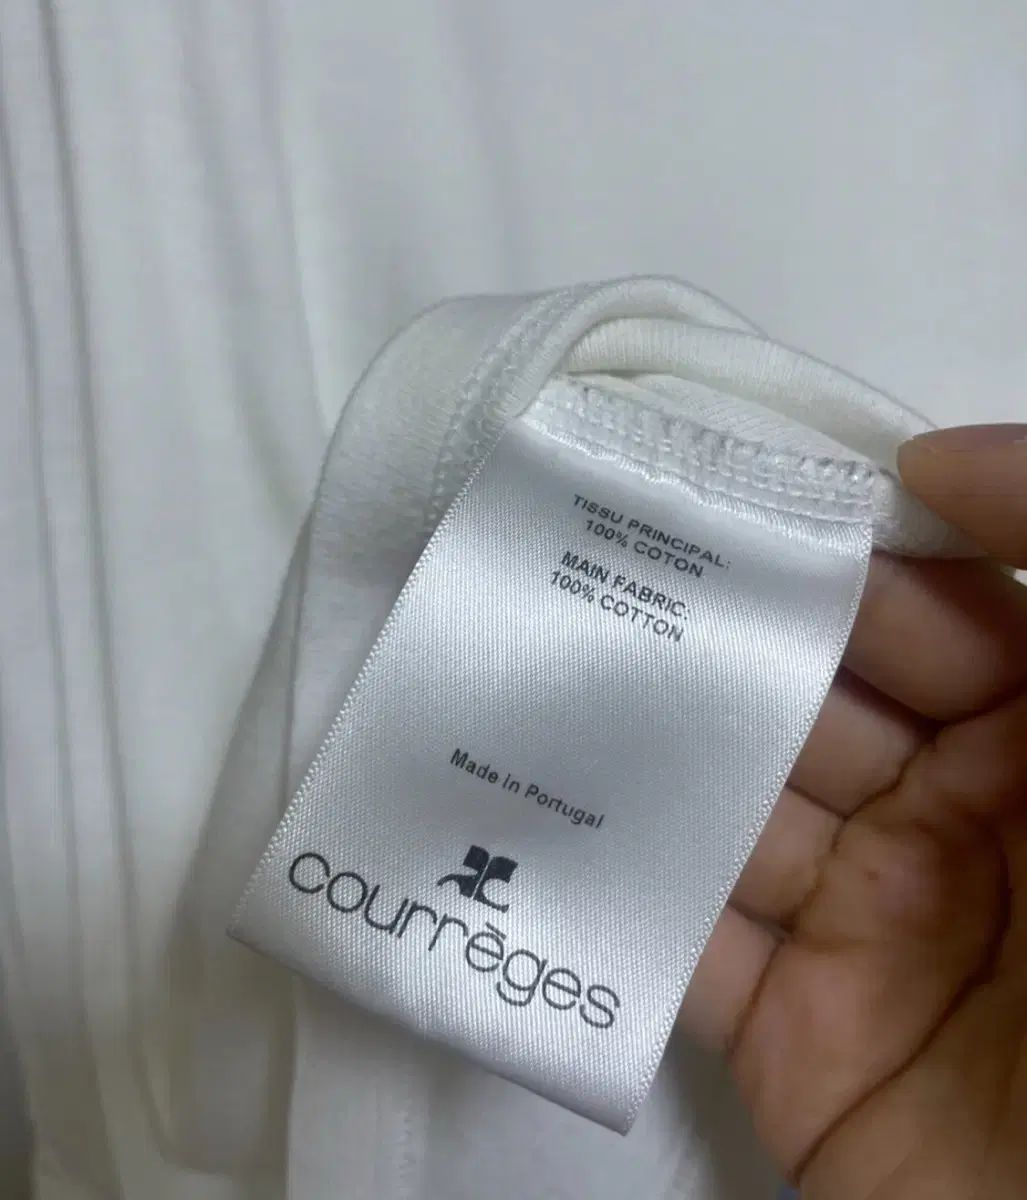 TISSU PRINCIPAL:
100% COTON
MAIN FABRIC:
100% COTTON
Made in Portugal
courrèges